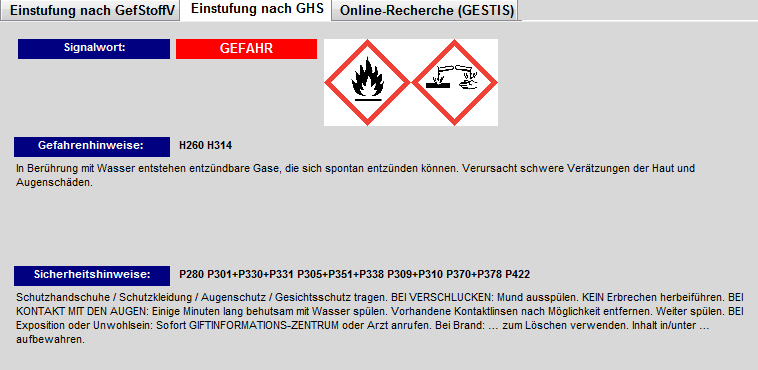 Einstufung nach GefStoffV Einstufung nach GHS Online-Recherche (GESTIS)
Signalwort: GEFAHR
Gefahrenhinweise: H260 H314
In Berührung mit Wasser entstehen entzündbare Gase, die sich spontan entzünden können. Verursacht schwere Verätzungen der Haut und
Augenschäden.
Sicherheitshinweise: P280 P301+P330+P331 P305+P351+P338 P309+P310 P370+P378 P422
Schutzhandschuhe / Schutzkleidung / Augenschutz / Gesichtsschutz tragen. BEI VERSCHLUCKEN: Mund ausspülen. KEIN Erbrechen herbeiführen. BEI
KONTAKT MIT DEN AUGEN: Einige Minuten lang behutsam mit Wasser spülen. Vorhandene Kontaktlinsen nach Möglichkeit entfernen. Weiter spülen. BEI
Exposition oder Unwohlsein: Sofort GIFTINFORMATIONS-ZENTRUM oder Arzt anrufen. Bei Brand: ... zum Löschen verwenden. Inhalt in/unter ...
aufbewahren.